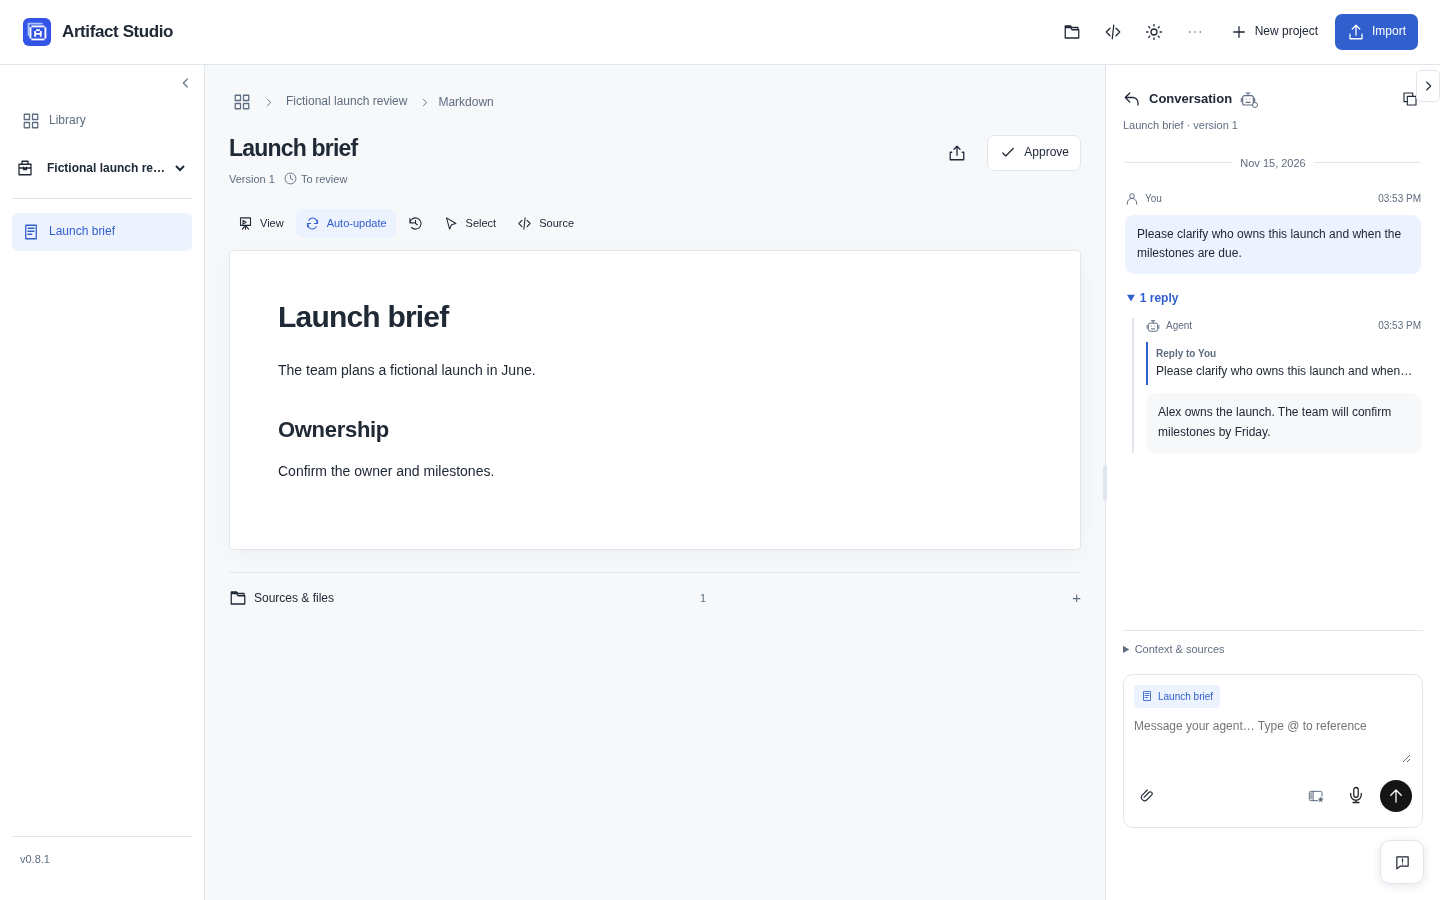 Artifact Studio
New project
Import
Library
Fictional launch re...
Launch brief
v0.8.1
Fictional launch review
Markdown
Launch brief
Version 1
To review
Approve
View
Auto-update
Select
Source
Launch brief
The team plans a fictional launch in June.
Ownership
Confirm the owner and milestones.
Sources & files
1
+
Conversation
Launch brief · version 1
Nov 15, 2026
You
03:53 PM
Please clarify who owns this launch and when the
milestones are due.
1 reply
Agent
03:53 PM
Reply to You
Please clarify who owns this launch and when...
Alex owns the launch. The team will confirm
milestones by Friday.
Context & sources
Launch brief
Message your agent... Type @ to reference